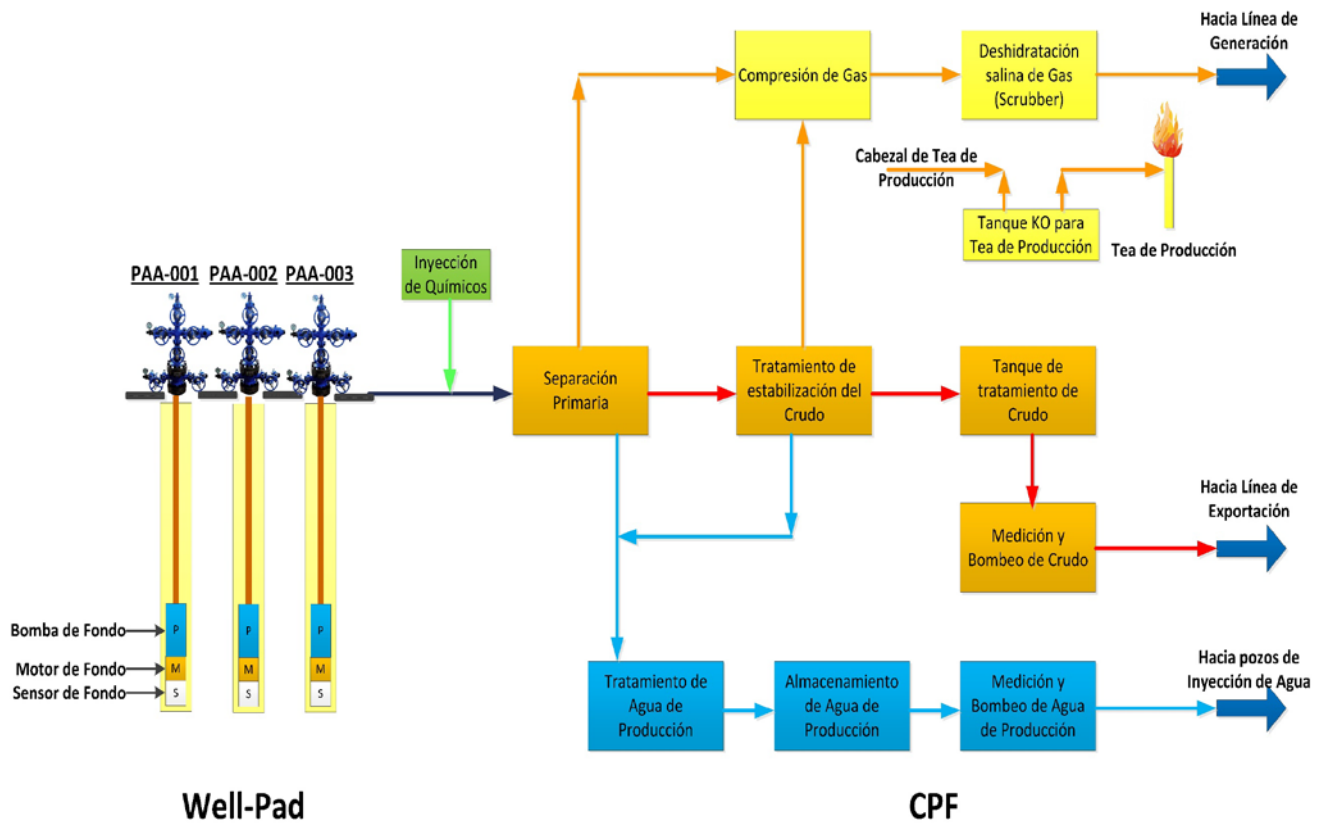 Hacia Línea de
Generación
Compresión de Gas
Deshidratación
salina de Gas
(Scrubber)
Cabezal de Tea de
Producción
Tanque KO para
Tea de Producción
Tea de Producción
Inyección
de Químicos
PAA-001 PAA-002 PAA-003
Separación
Primaria
Tratamiento de
estabilización del
Crudo
Tanque de
tratamiento de
Crudo
Hacia Línea de
Exportación
Medición y
Bombeo de Crudo
Bomba de Fondo
P P P
Motor de Fondo
M M M
Sensor de Fondo
S S S
Tratamiento de
Agua de
Producción
Almacenamiento
de Agua de
Producción
Medición y
Bombeo de Agua
de Producción
Hacia pozos de
Inyección de Agua
Well-Pad
CPF